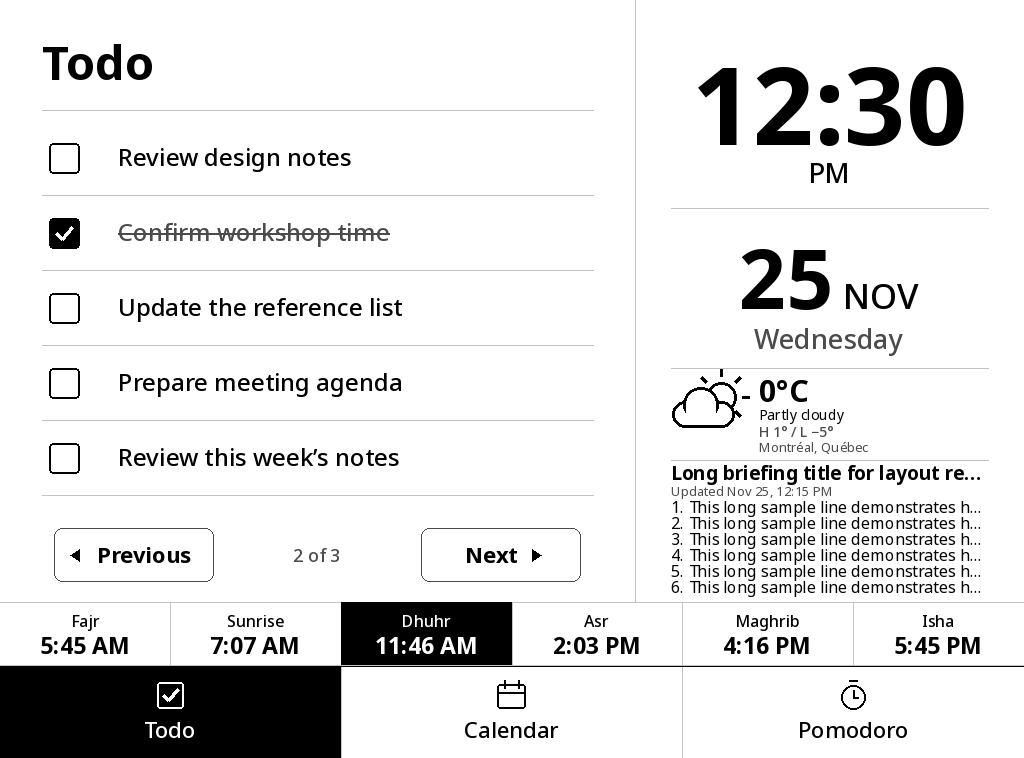 Todo
Review design notes
Confirm workshop time
Update the reference list
Prepare meeting agenda
Review this week’s notes
Previous
2 of 3
Next
12:30
PM
25 NOV
Wednesday
0°C
Partly cloudy
H 1° / L −5°
Montréal, Québec
Long briefing title for layout re…
Updated Nov 25, 12:15 PM
1. This long sample line demonstrates h…
2. This long sample line demonstrates h…
3. This long sample line demonstrates h…
4. This long sample line demonstrates h…
5. This long sample line demonstrates h…
6. This long sample line demonstrates h…
Fajr
5:45 AM
Sunrise
7:07 AM
Dhuhr
11:46 AM
Asr
2:03 PM
Maghrib
4:16 PM
Isha
5:45 PM
Todo
Calendar
Pomodoro